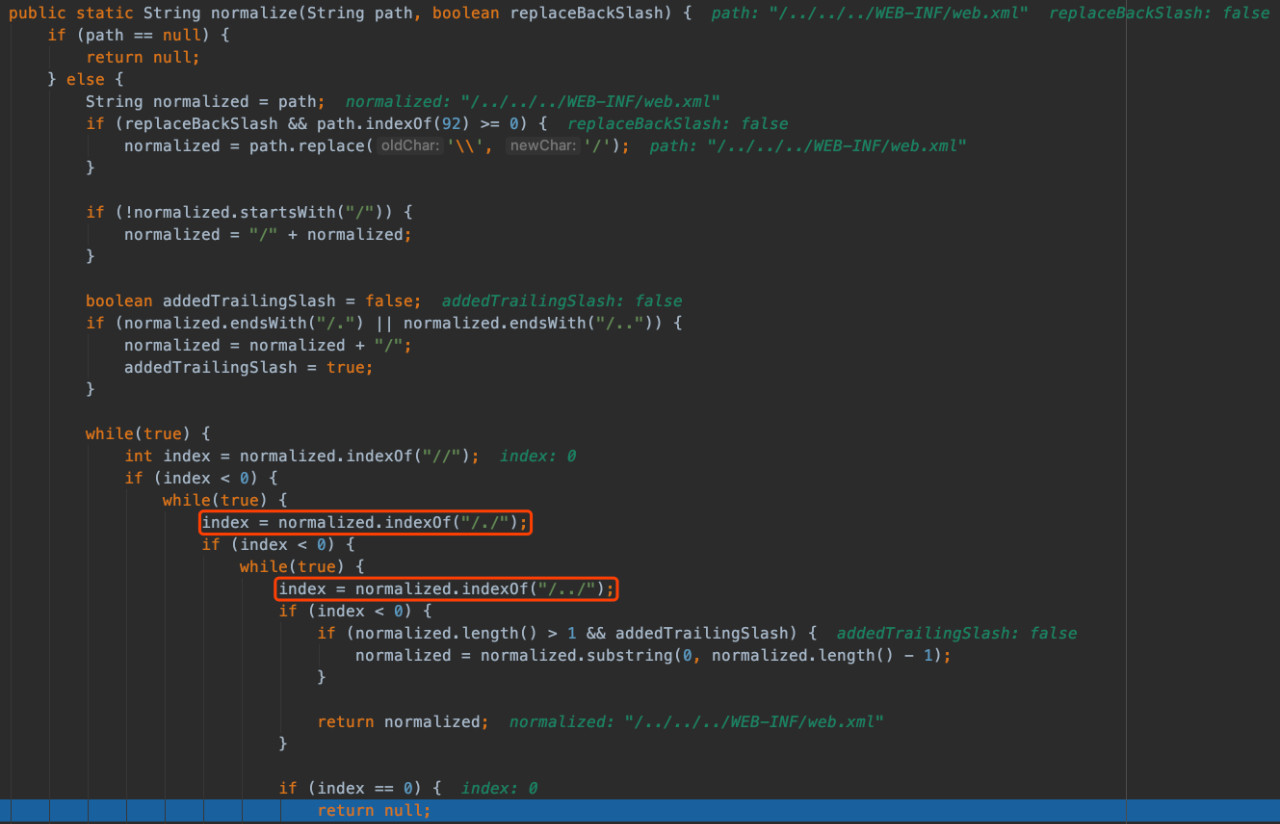 public static String normalize(String path, boolean replaceBackSlash) {  path: "/../../../WEB-INF/web.xml"  replaceBackSlash: false
    if (path == null) {
        return null;
    } else {
        String normalized = path;  normalized: "/../../../WEB-INF/web.xml"
        if (replaceBackSlash && path.indexOf(92) >= 0) {  replaceBackSlash: false
            normalized = path.replace( oldChar: '\\',  newChar: '/');  path: "/../../../WEB-INF/web.xml"
        }
        if (!normalized.startsWith("/")) {
            normalized = "/" + normalized;
        }
        boolean addedTrailingSlash = false;  addedTrailingSlash: false
        if (normalized.endsWith("/.") || normalized.endsWith("/..")) {
            normalized = normalized + "/";
            addedTrailingSlash = true;
        }
        while(true) {
            int index = normalized.indexOf("//");  index: 0
            if (index < 0) {
                while(true) {
                    index = normalized.indexOf("/./");
                    if (index < 0) {
                        while(true) {
                            index = normalized.indexOf("/../");
                            if (index < 0) {
                                if (normalized.length() > 1 && addedTrailingSlash) {  addedTrailingSlash: false
                                    normalized = normalized.substring(0, normalized.length() - 1);
                                }
                                return normalized;  normalized: "/../../../WEB-INF/web.xml"
                            }
                            if (index == 0) {  index: 0
                                return null;